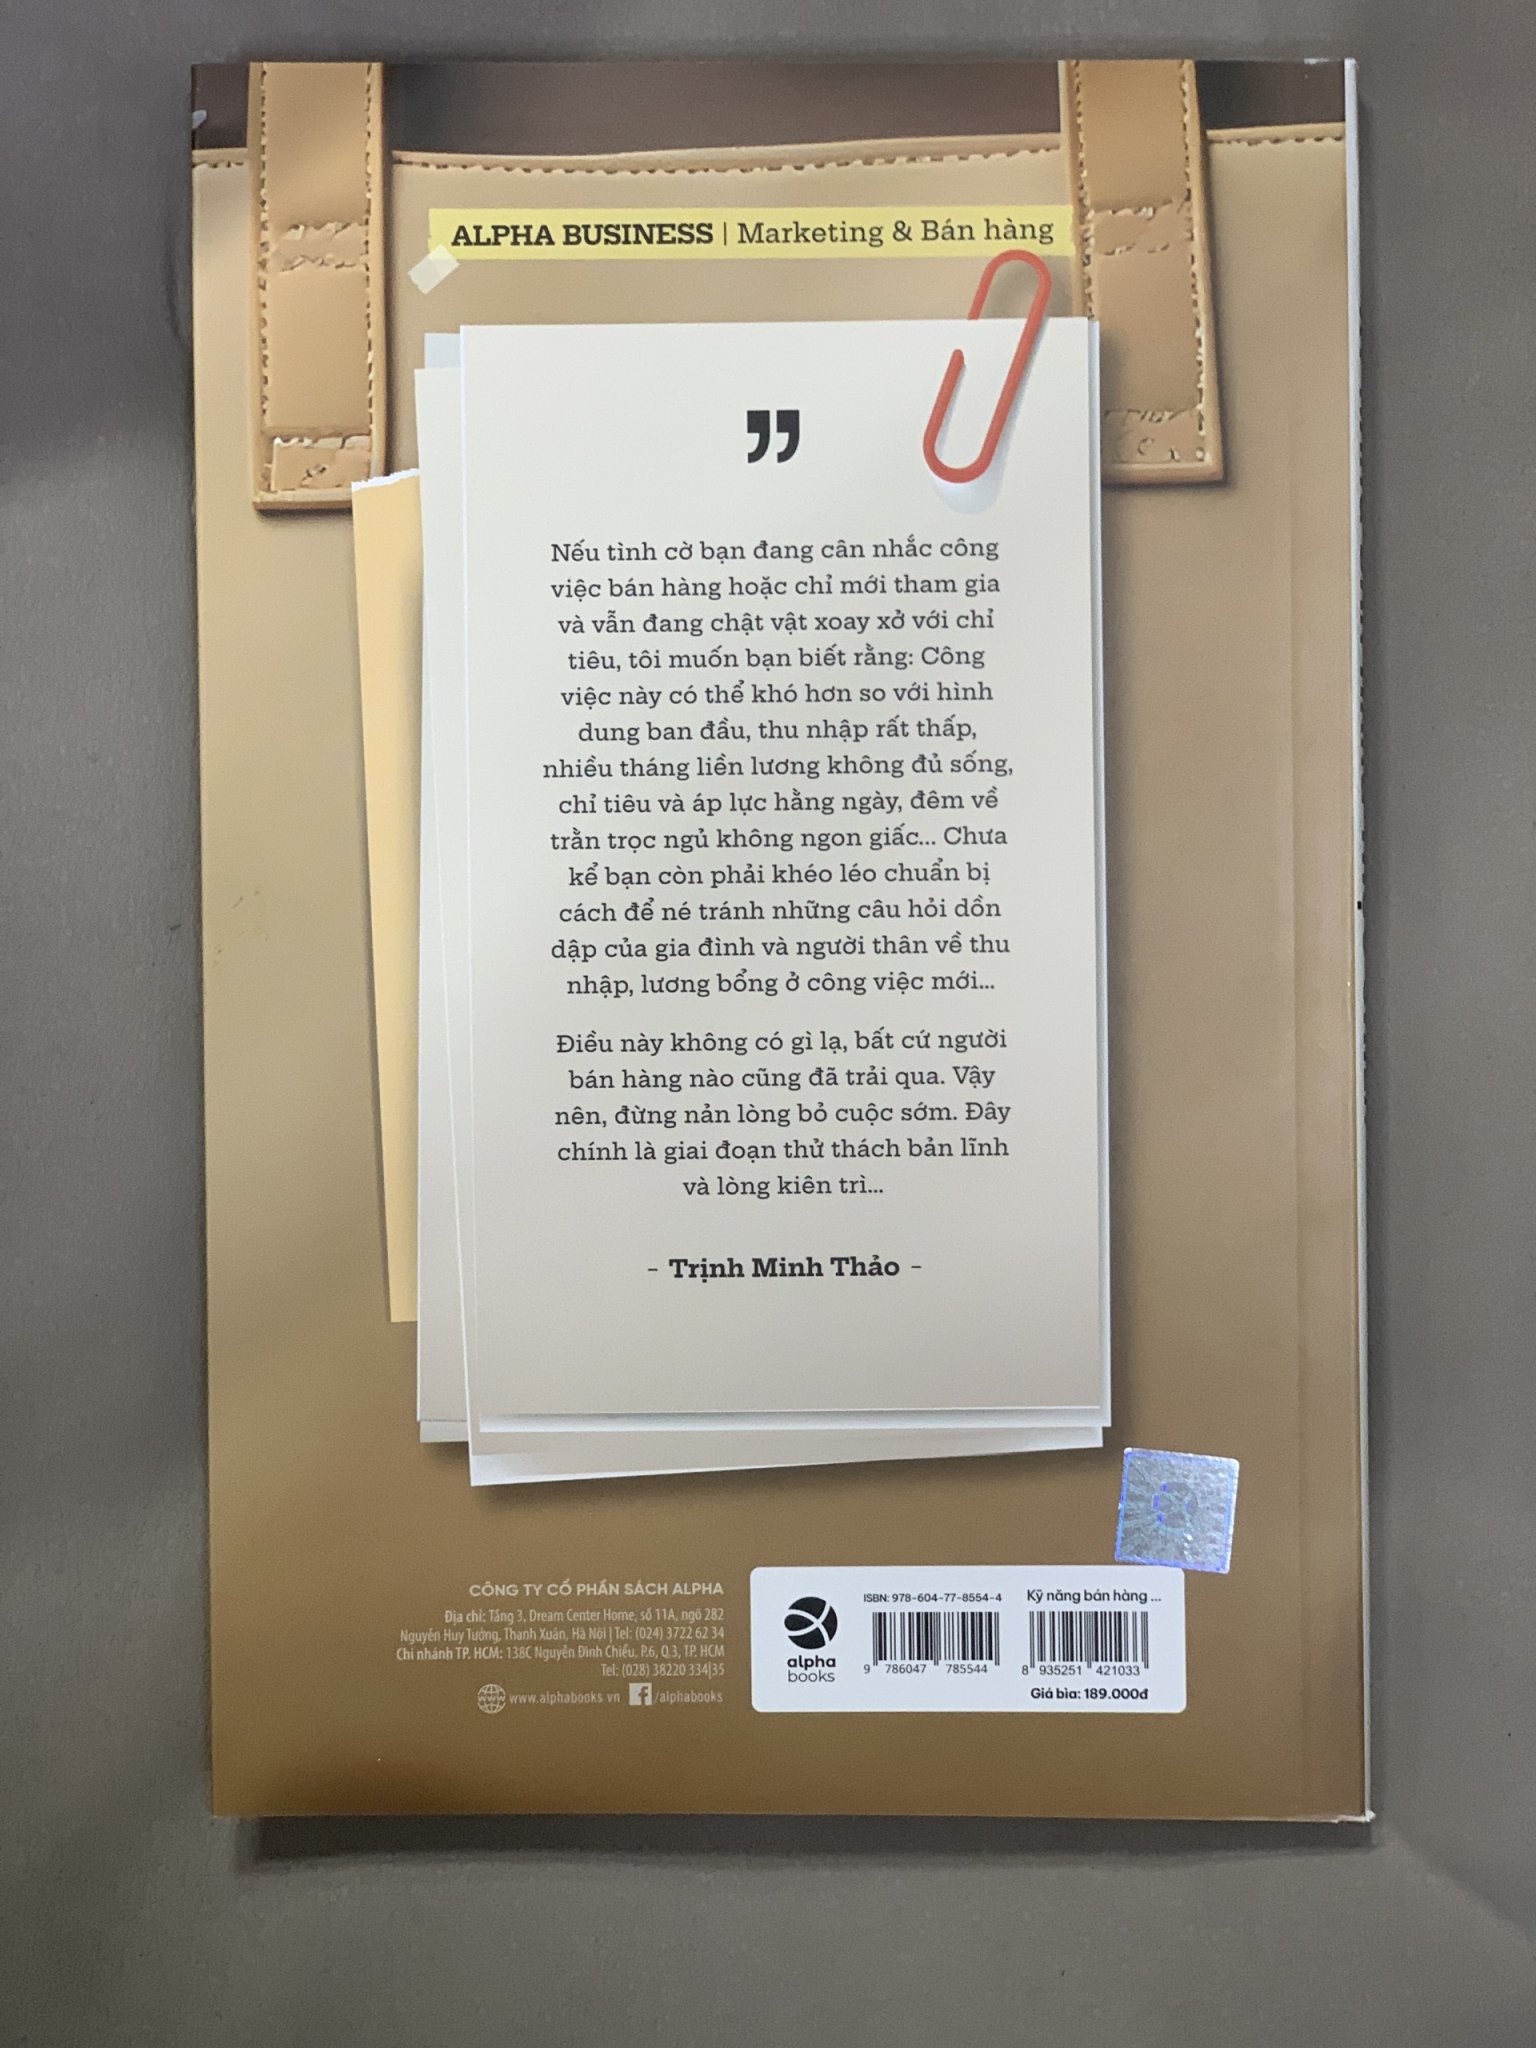 ALPHA BUSINESS | Marketing & Bán hàng
”
Nếu tình cờ bạn đang cân nhắc công
việc bán hàng hoặc chỉ mới tham gia
và vẫn đang chật vật xoay xở với chỉ
tiêu, tôi muốn bạn biết rằng: Công
việc này có thể khó hơn so với hình
dung ban đầu, thu nhập rất thấp,
nhiều tháng liền lương không đủ sống,
chỉ tiêu và áp lực hằng ngày, đêm về
trằn trọc ngủ không ngon giấc... Chưa
kể bạn còn phải khéo léo chuẩn bị
cách để né tránh những câu hỏi dồn
dập của gia đình và người thân về thu
nhập, lương bổng ở công việc mới...
Điều này không có gì lạ, bất cứ người
bán hàng nào cũng đã trải qua. Vậy
nên, đừng nản lòng bỏ cuộc sớm. Đây
chính là giai đoạn thử thách bản lĩnh
và lòng kiên trì...
- Trịnh Minh Thảo -
CÔNG TY CỔ PHẦN SÁCH ALPHA
Địa chỉ: Tầng 3, Dream Center Home, số 11A, ngõ 282
Nguyễn Huy Tưởng, Thanh Xuân, Hà Nội | Tel: (024) 3722 62 34
Chi nhánh TP. HCM: 138C Nguyễn Đình Chiểu, P.6, Q.3, TP. HCM
Tel: (028) 38220 334|35
www www.alphabooks.vn f/alphabooks
alpha
books
ISBN: 978-604-77-8554-4
9 786047 785544
Kỹ năng bán hàng ...
8 935251 421033
Giá bìa: 189.000đ